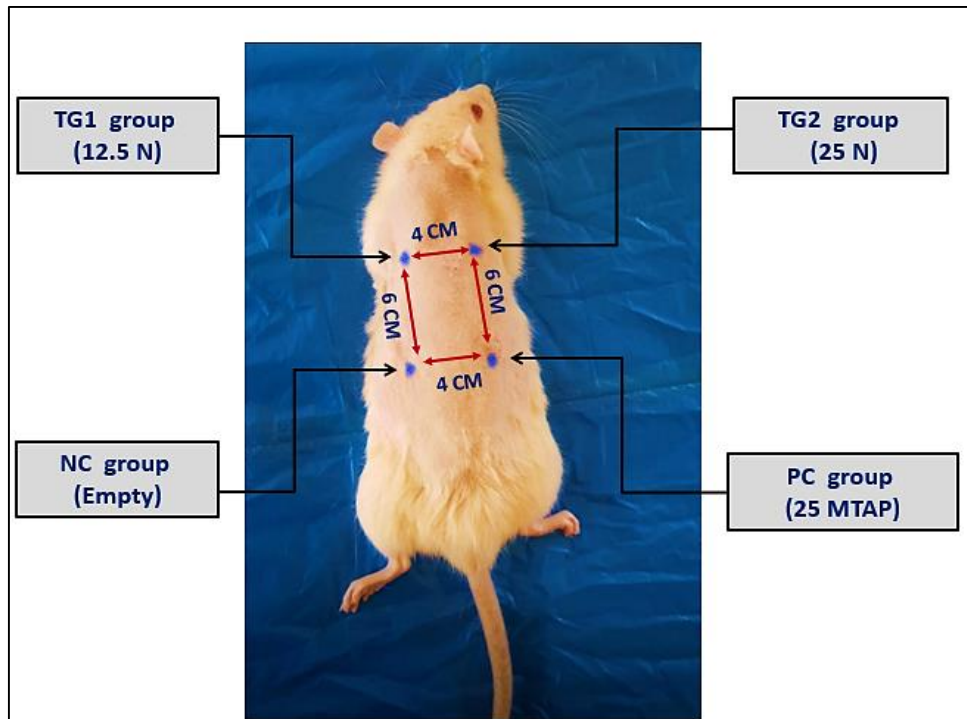 TG1 group
(12.5 N)
TG2 group
(25 N)
4 CM
6 CM
6 CM
4 CM
NC group
(Empty)
PC group
(25 MTAP)